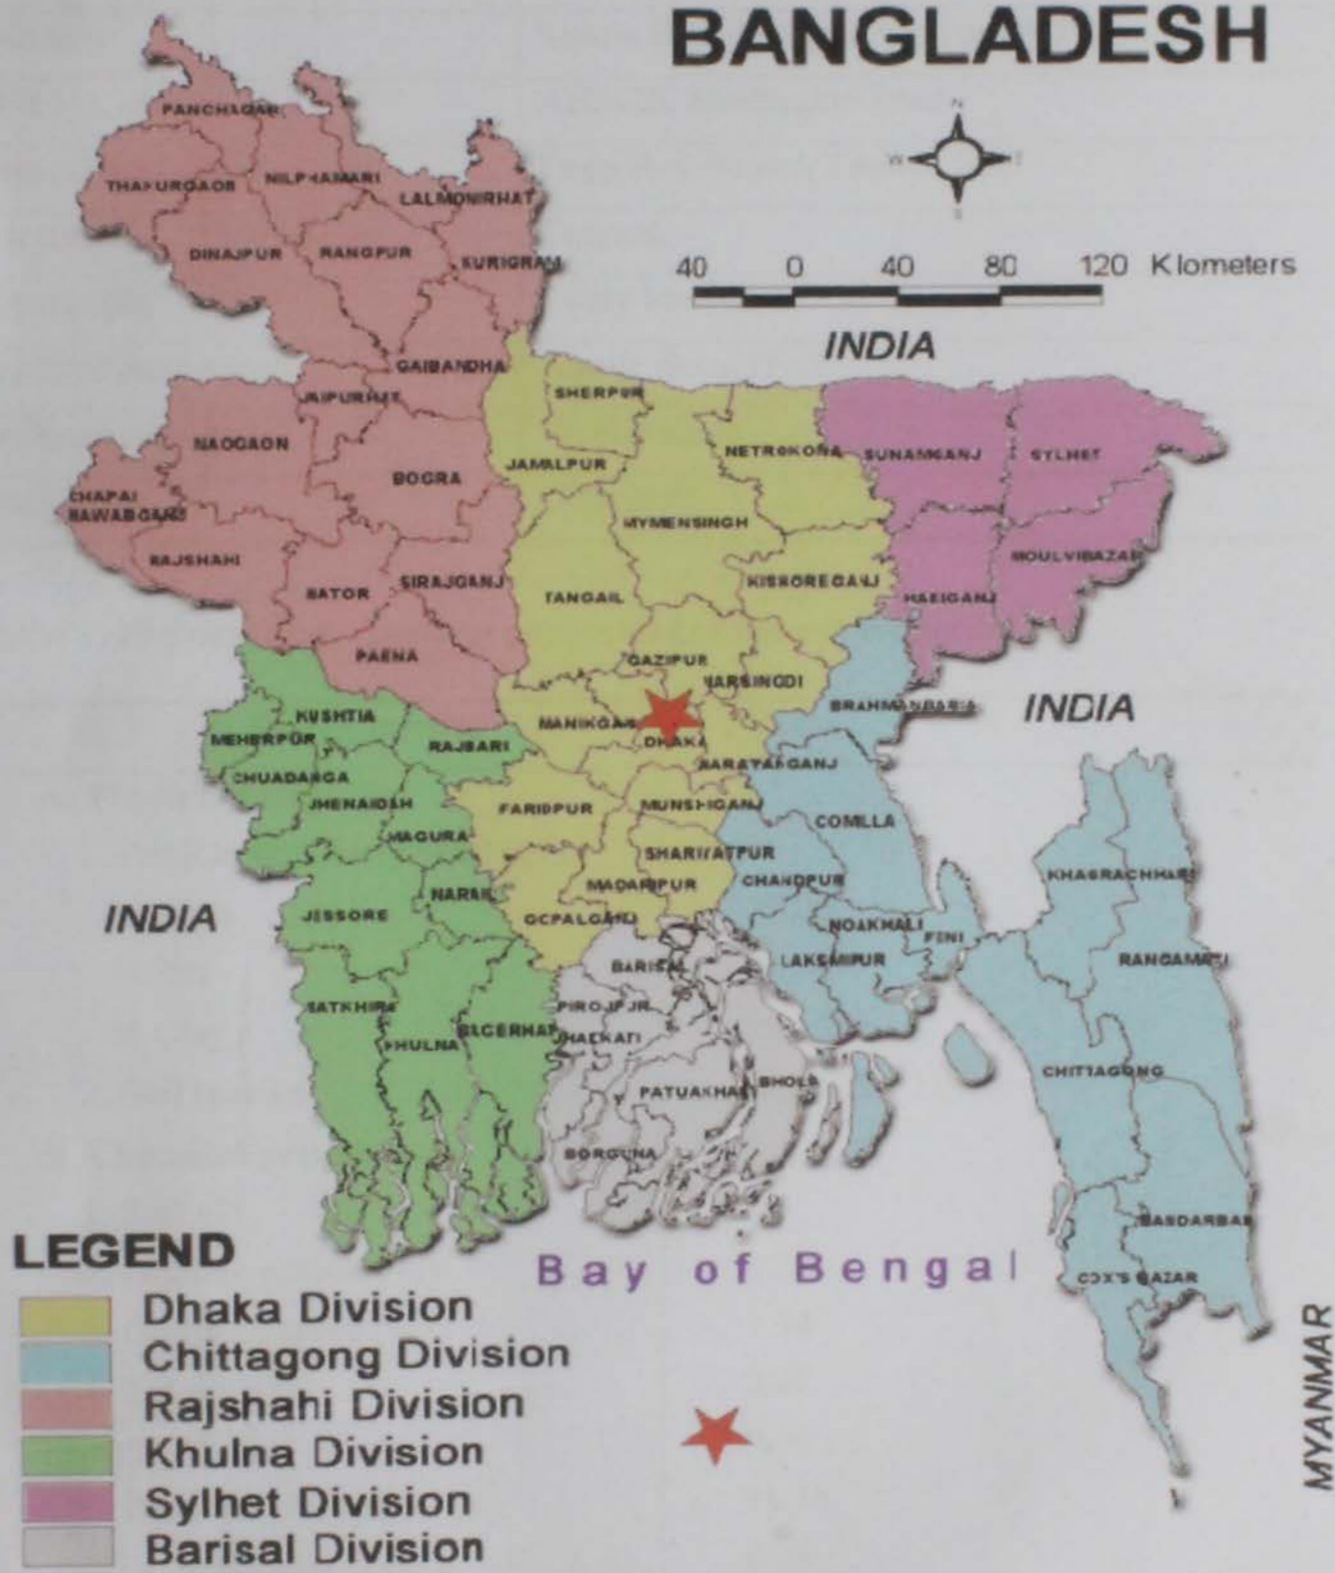 BANGLADESH
N
W
S
40 0 40 80 120 Klometers
INDIA
PANCHAGAR
THAKURGAOB
NILPHAMARI
LALMONIRHAT
DINAJPUR
RANGPUR
KURIGRAM
GAIBANDHA
JAIPURHAT
SHERPUR
NAOGAON
BOGRA
JAMALPUR
NETROKONA
SUNAMGANJ
SYLHET
CHAPAI
NAWABGANJ
MYMENSINGH
RAJSHAHI
NATOR
SIRAJGANJ
TANGAIL
KISHOREGANJ
HABIGANJ
MOULVIBAZAR
PABNA
GAZIPUR
NARSINGDI
KUSHTIA
MEHERPUR
RAJBARI
MANIKGANJ
DHAKA
BRAHMANBARIA
INDIA
CHUADANGA
NARAYANGANJ
JHENAIDAH
FARIDPUR
MUNSHIGANJ
COMILLA
MAGURA
SHARIYATPUR
MADARIPUR
CHANDPUR
KHAGRACHHARI
NARAIL
INDIA
JESSORE
GOPALGANJ
NOAKHALI
FENI
BARISAL
LAKSMIPUR
RANGAMATI
SATKHIRA
PIROJPUR
KHULNA
BAGERHAT
JHALKATI
PATUAKHALI
BHOLA
CHITTAGONG
BORGUNA
BANDARBAN
COX'S BAZAR
Bay of Bengal
MYANMAR
LEGEND
Dhaka Division
Chittagong Division
Rajshahi Division
Khulna Division
Sylhet Division
Barisal Division